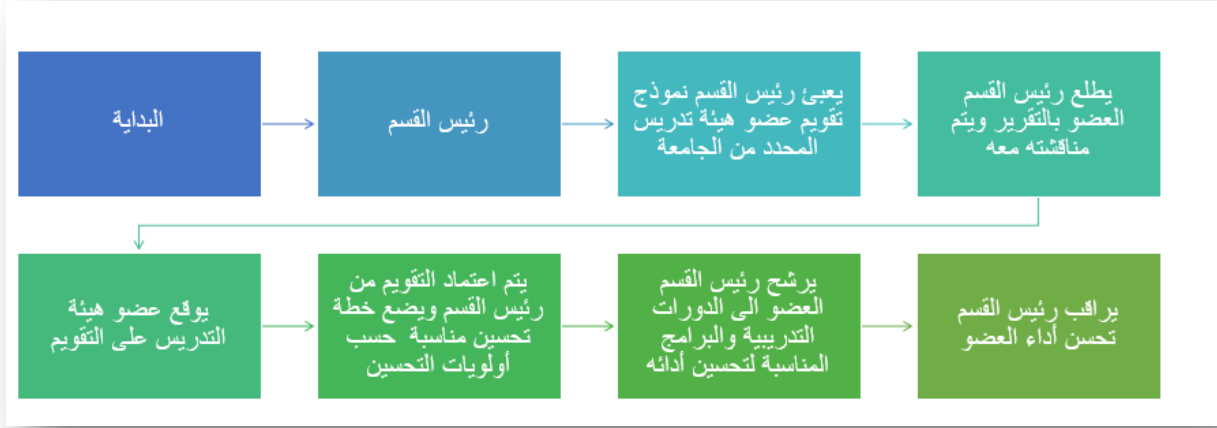 البداية
رئيس القسم
يعبئ رئيس القسم نموذج
تقويم عضو هيئة تدريس
المحدد من الجامعة
يطلع رئيس القسم
العضو بالتقرير ويتم
مناقشته معه
يوقع عضو هيئة
التدريس على التقويم
يتم اعتماد التقويم من
رئيس القسم ويضع خطة
تحسين مناسبة حسب
أولويات التحسين
يرشح رئيس القسم
العضو الى الدورات
التدريبية والبرامج
المناسبة لتحسين أدائه
يراقب رئيس القسم
تحسن أداء العضو